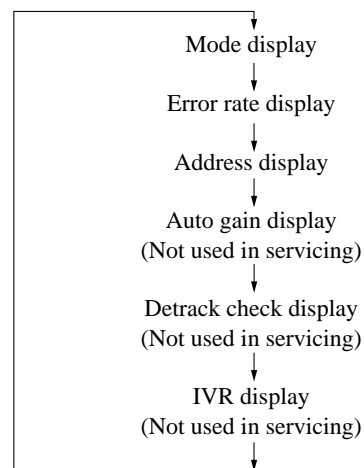 Mode display
Error rate display
Address display
Auto gain display
(Not used in servicing)
Detrack check display
(Not used in servicing)
IVR display
(Not used in servicing)